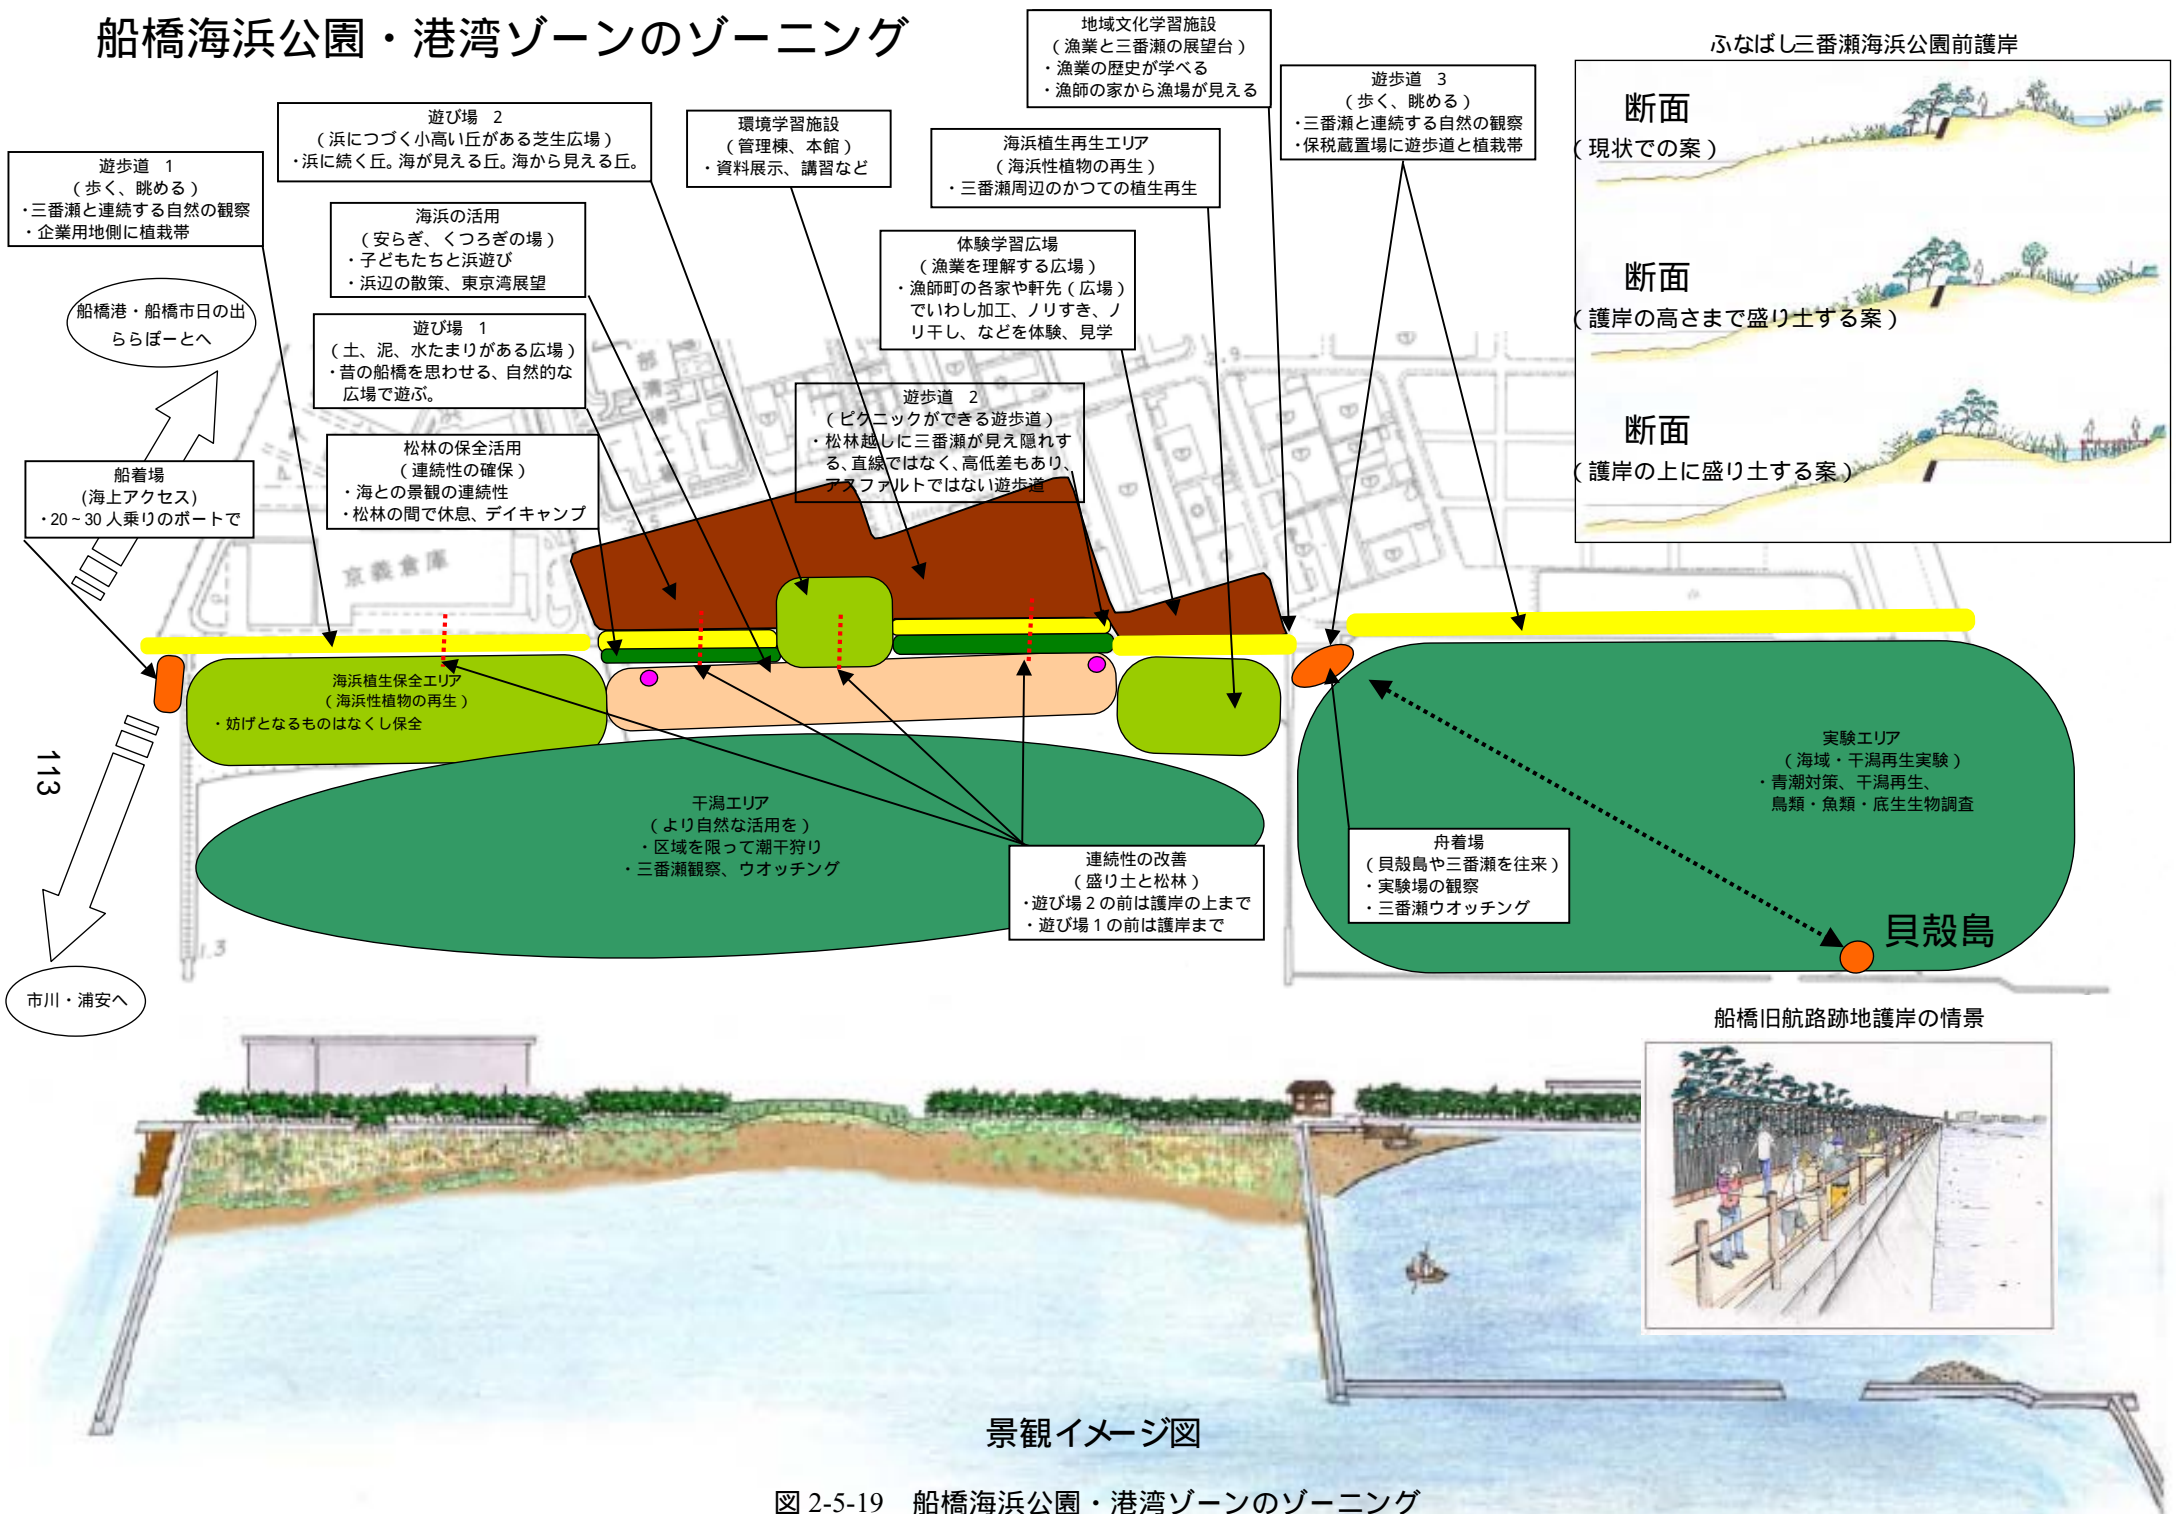 船橋海浜公園・港湾ゾーンのゾーニング
地域文化学習施設
（漁業と三番瀬の展望台）
・漁業の歴史が学べる
・漁師の家から漁場が見える
遊歩道　3
（歩く、眺める）
・三番瀬と連続する自然の観察
・保税蔵置場に遊歩道と植栽帯
ふなばし三番瀬海浜公園前護岸
断面
（現状での案）
断面
（護岸の高さまで盛り土する案）
断面
（護岸の上に盛り土する案）
遊び場　2
（浜につづく小高い丘がある芝生広場）
・浜に続く丘。海が見える丘。海から見える丘。
環境学習施設
（管理棟、本館）
・資料展示、講習など
海浜植生再生エリア
（海浜性植物の再生）
・三番瀬周辺のかつての植生再生
遊歩道　1
（歩く、眺める）
・三番瀬と連続する自然の観察
・企業用地側に植栽帯
海浜の活用
（安らぎ、くつろぎの場）
・子どもたちと浜遊び
・浜辺の散策、東京湾展望
体験学習広場
（漁業を理解する広場）
・漁師町の各家や軒先（広場）
でいわし加工、ノリすき、ノ
リ干し、などを体験、見学
船橋港・船橋市日の出
ららぽーとへ
遊び場　1
（土、泥、水たまりがある広場）
・昔の船橋を思わせる、自然的な
広場で遊ぶ。
遊歩道　2
（ピクニックができる遊歩道）
・松林越しに三番瀬が見え隠れす
る、直線ではなく、高低差もあり、
アスファルトではない遊歩道
松林の保全活用
（連続性の確保）
・海との景観の連続性
・松林の間で休息、デイキャンプ
船着場
(海上アクセス)
・20~30人乗りのボートで
京義倉庫
海浜植生保全エリア
（海浜性植物の再生）
・妨げとなるものはなくし保全
干潟エリア
（より自然な活用を）
・区域を限って潮干狩り
・三番瀬観察、ウオッチング
連続性の改善
（盛り土と松林）
・遊び場2の前は護岸の上まで
・遊び場1の前は護岸まで
舟着場
（貝殻島や三番瀬を往来）
・実験場の観察
・三番瀬ウオッチング
実験エリア
（海域・干潟再生実験）
・青潮対策、干潟再生、
鳥類・魚類・底生生物調査
貝殻島
113
市川・浦安へ
船橋旧航路跡地護岸の情景
景観イメージ図
図 2-5-19　船橋海浜公園・港湾ゾーンのゾーニング